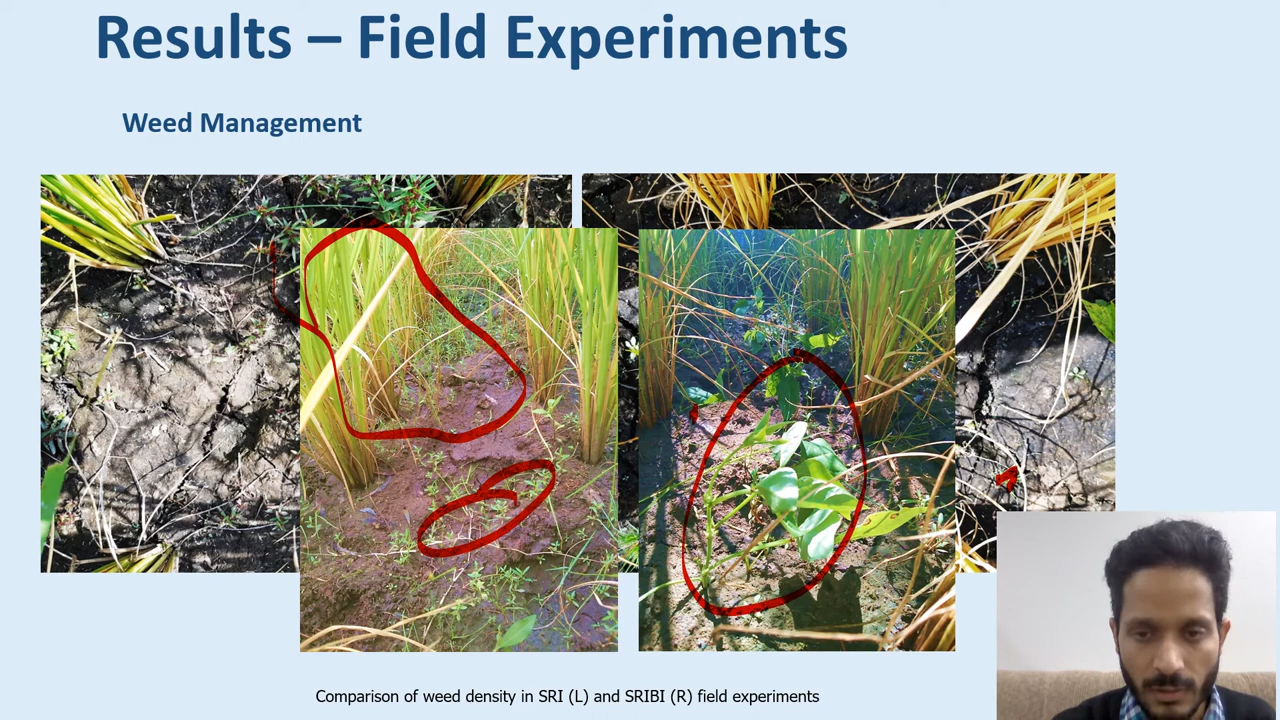 Results – Field Experiments
Weed Management
Comparison of weed density in SRI (L) and SRIBI (R) field experiments